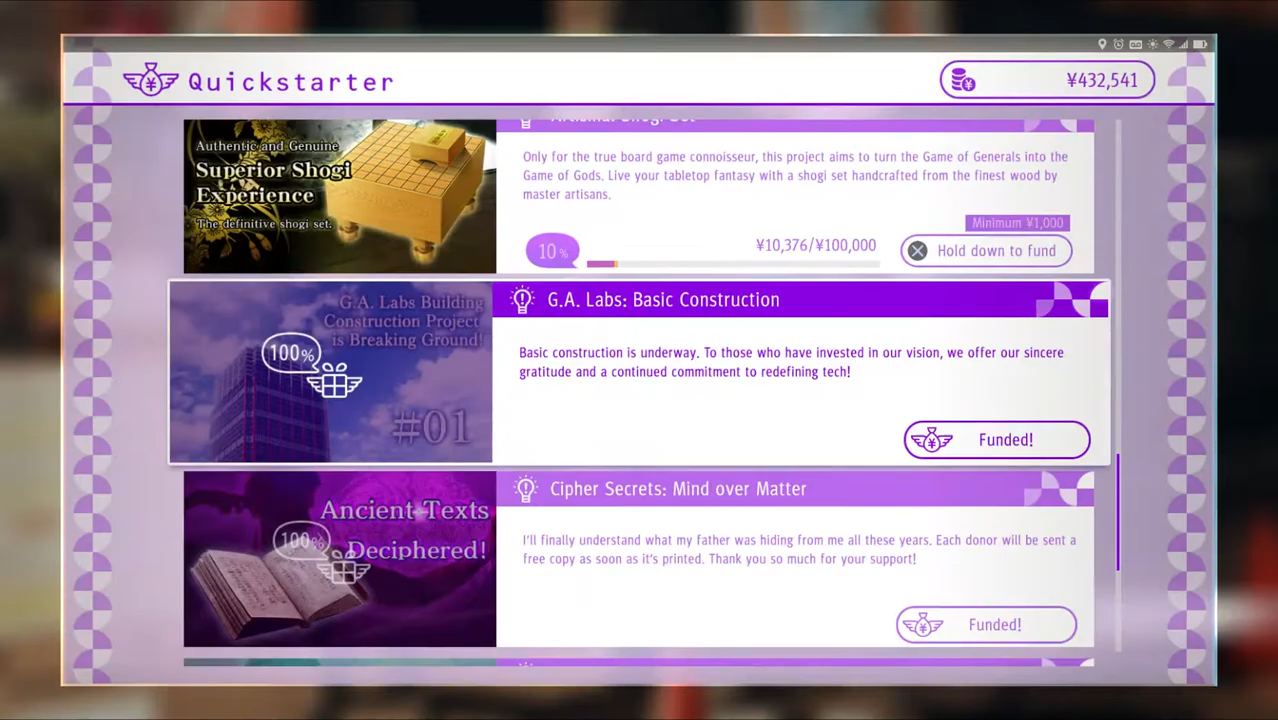 Quickstarter
¥432,541
Artisanal Shogi Set
Authentic and Genuine
Superior Shogi
Experience
The definitive shogi set.
Only for the true board game connoisseur, this project aims to turn the Game of Generals into the
Game of Gods. Live your tabletop fantasy with a shogi set handcrafted from the finest wood by
master artisans.
Minimum ¥1,000
10%
¥10,376/¥100,000
Hold down to fund
G.A. Labs Building
Construction Project
is Breaking Ground!
100%
#01
G.A. Labs: Basic Construction
Basic construction is underway. To those who have invested in our vision, we offer our sincere
gratitude and a continued commitment to redefining tech!
Funded!
Ancient Texts
100%
Deciphered!
Cipher Secrets: Mind over Matter
I'll finally understand what my father was hiding from me all these years. Each donor will be sent a
free copy as soon as it's printed. Thank you so much for your support!
Funded!